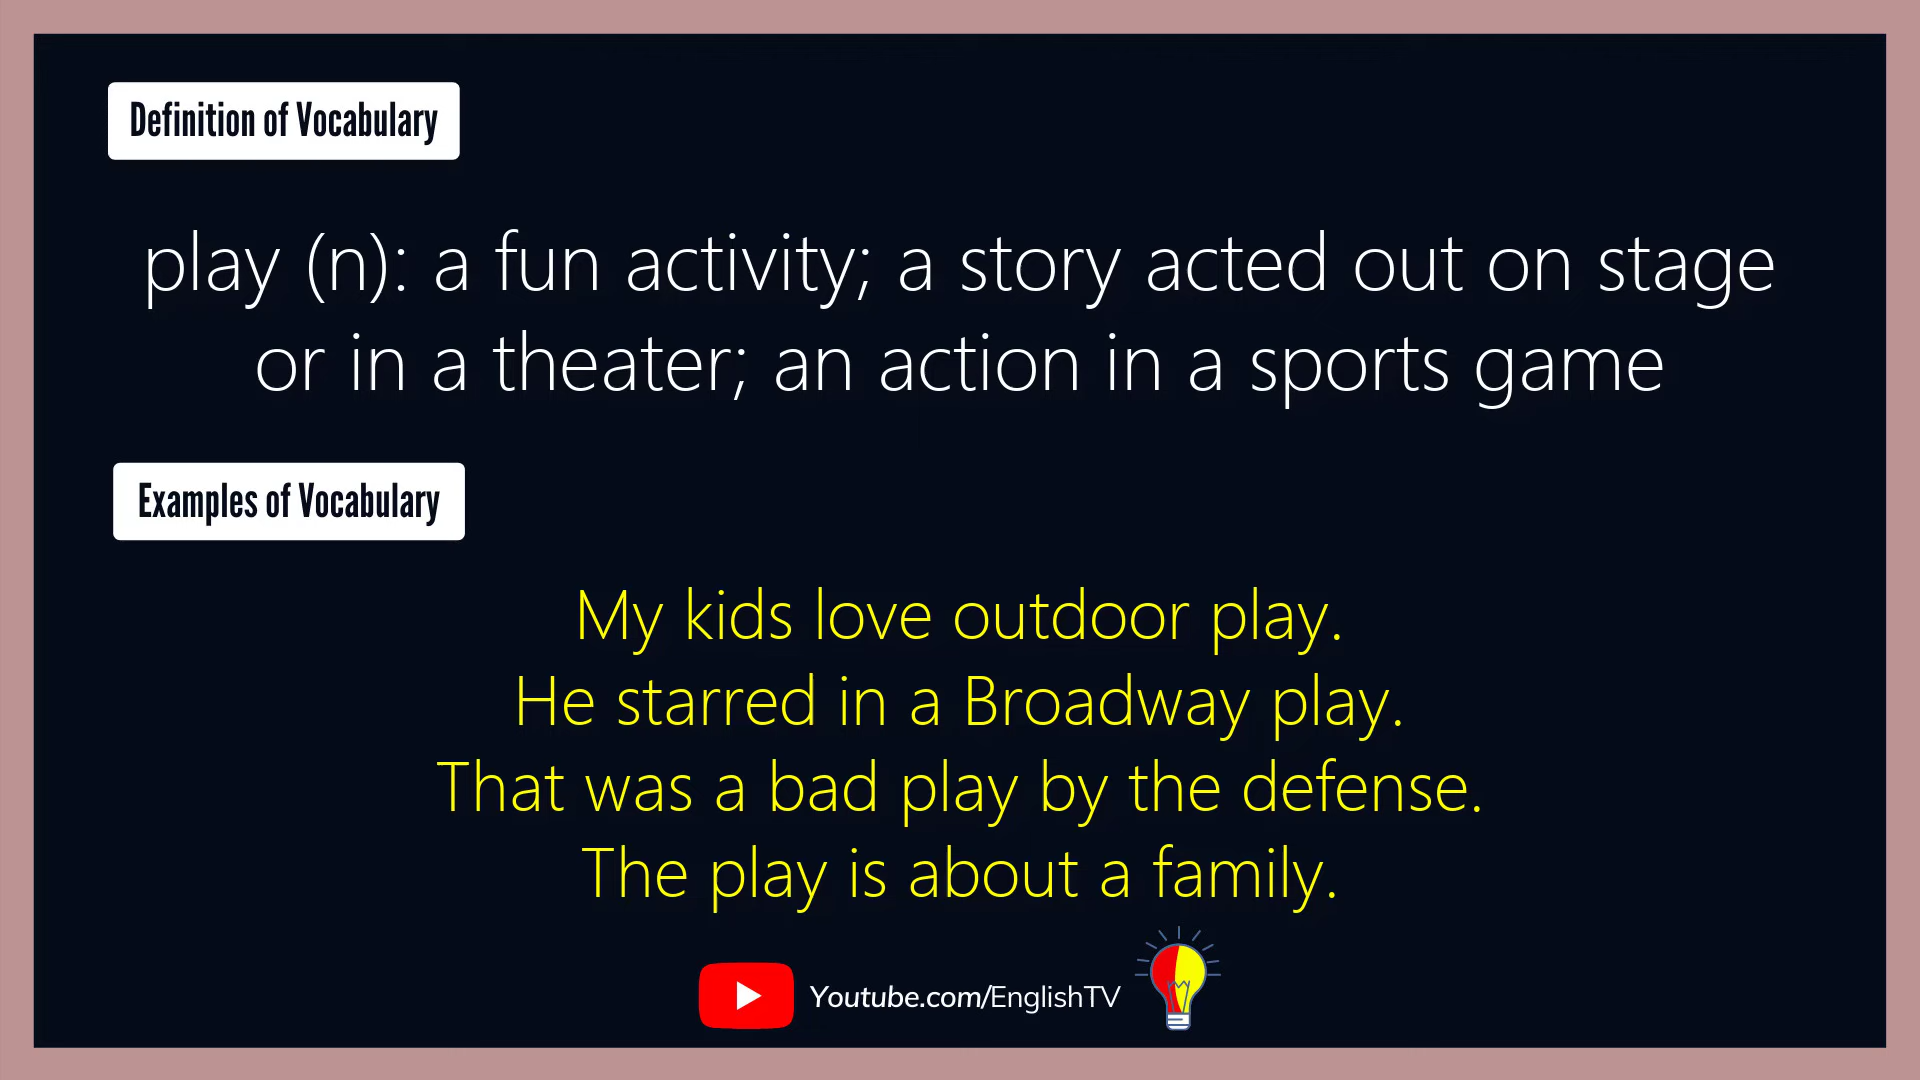 Definition of Vocabulary
play (n): a fun activity; a story acted out on stage
or in a theater; an action in a sports game
Examples of Vocabulary
My kids love outdoor play.
He starred in a Broadway play.
That was a bad play by the defense.
The play is about a family.
Youtube.com/EnglishTV